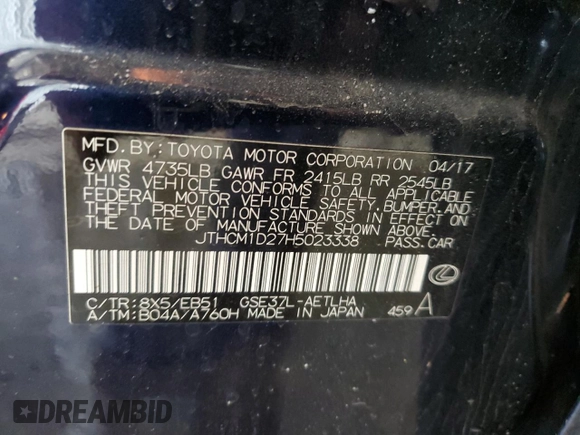 MFD. BY: TOYOTA MOTOR CORPORATION 04/17
GVWR 4735LB GAWR FR 2415LB RR 2545LB
THIS VEHICLE CONFORMS TO ALL APPLICABLE
FEDERAL MOTOR VEHICLE SAFETY, BUMPER, AND
THEFT PREVENTION STANDARDS IN EFFECT ON
THE DATE OF MANUFACTURE SHOWN ABOVE.
JTHCM1D27H5023338 PASS.CAR
C/TR: 8X5/EB51 GSE37L-AETLHA
A/TM: B04A/A760H MADE IN JAPAN 459 A
DREAMBID